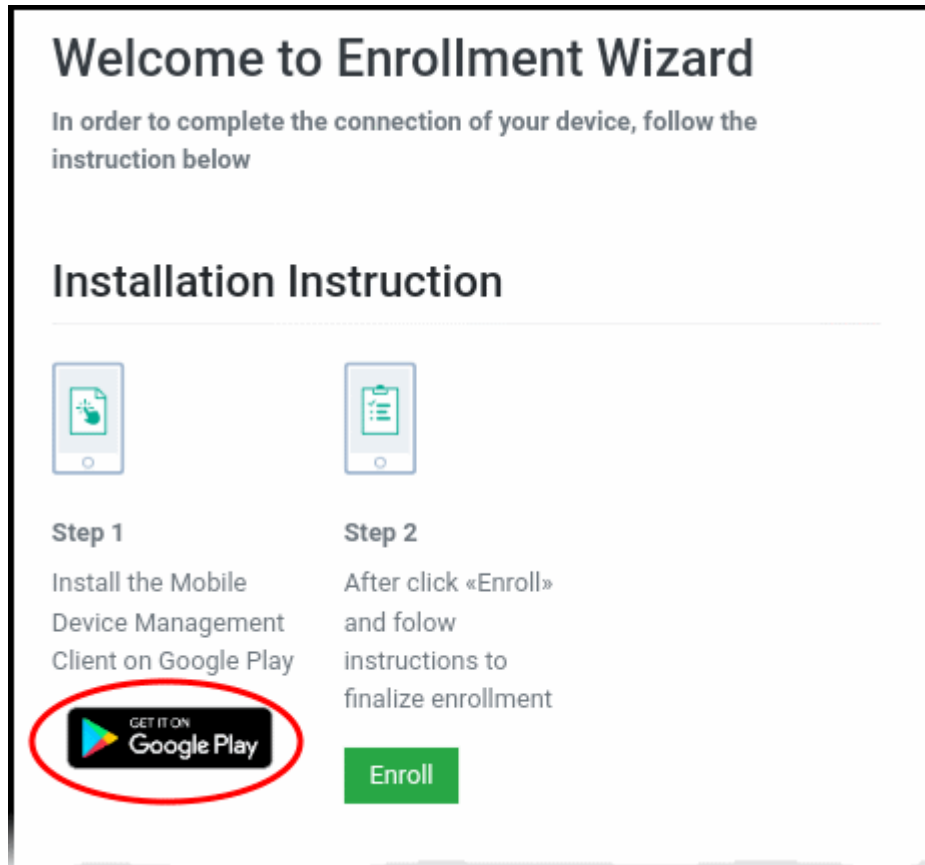 Welcome to Enrollment Wizard
In order to complete the connection of your device, follow the
instruction below
Installation Instruction
Step 1
Install the Mobile
Device Management
Client on Google Play
GET IT ON
Google Play
Step 2
After click «Enroll»
and folow
instructions to
finalize enrollment
Enroll